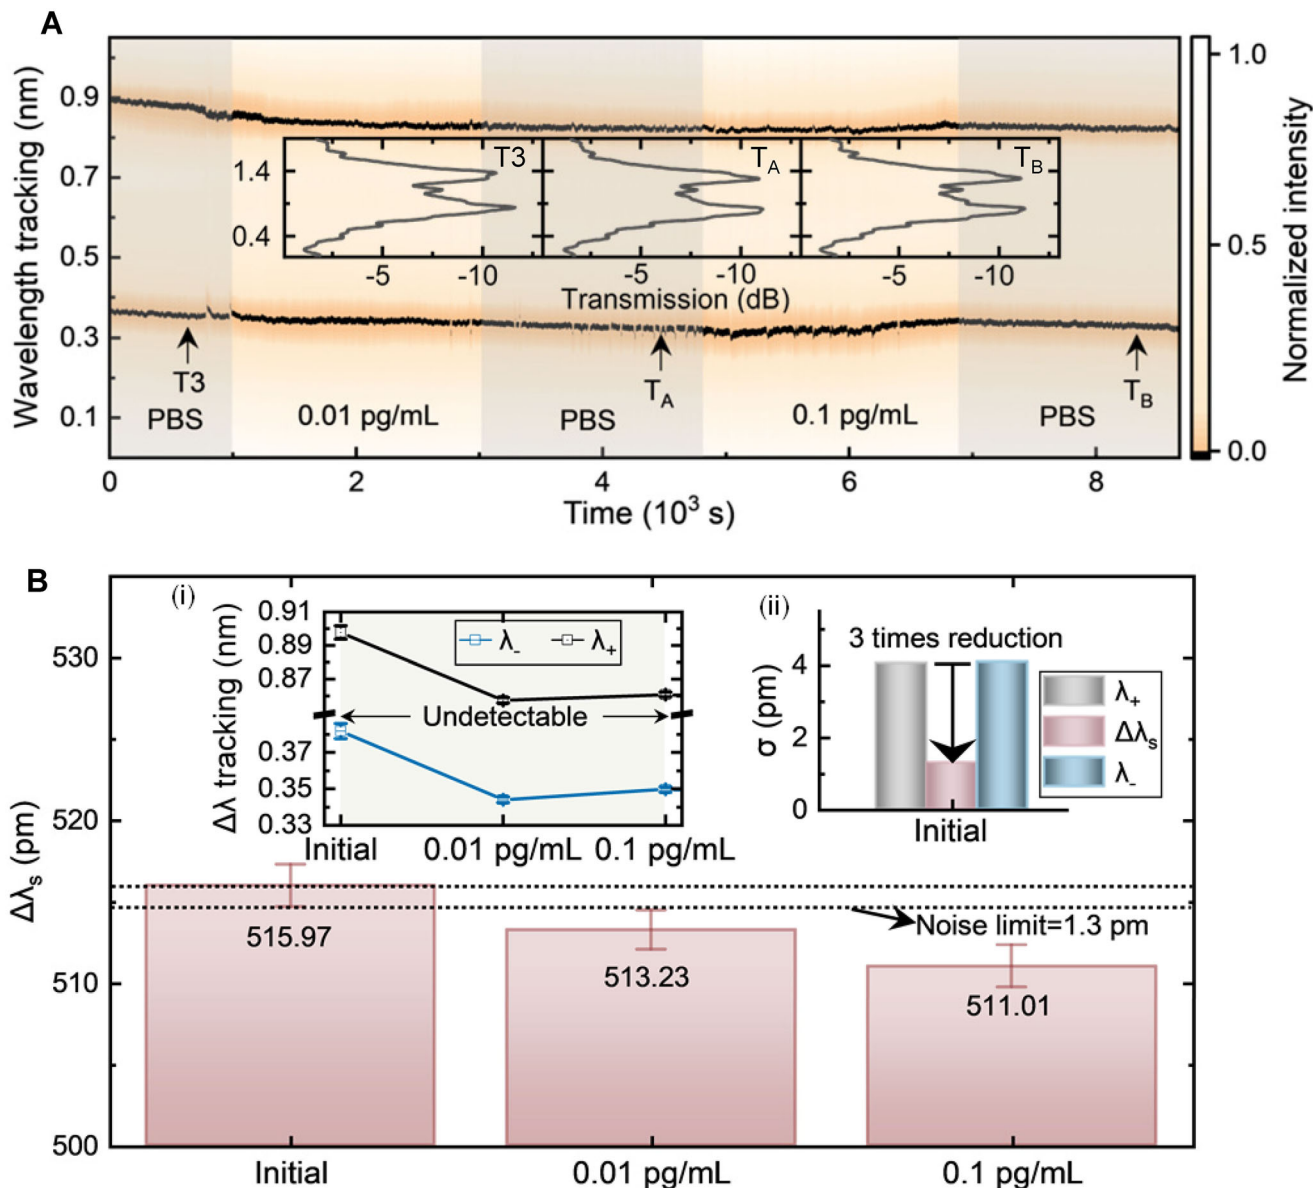 A
Wavelength tracking (nm)
0.9
0.7
0.5
0.3
0.1
1.4
0.4
T3
T_A
T_B
-5
-10
-5
-10
-5
-10
Transmission (dB)
T3
T_A
T_B
PBS
0.01 pg/mL
PBS
0.1 pg/mL
PBS
0
2
4
6
8
Time (10³ s)
1.0
0.5
0.0
Normalized intensity
B
Δλₛ (pm)
530
520
510
500
(i)
Δλ tracking (nm)
0.91
0.89
0.87
0.37
0.35
0.33
λ₋
λ₊
Undetectable
Initial
0.01 pg/mL
0.1 pg/mL
(ii)
σ (pm)
4
2
0
3 times reduction
λ₊
Δλₛ
λ₋
Initial
Noise limit=1.3 pm
515.97
513.23
511.01
Initial
0.01 pg/mL
0.1 pg/mL